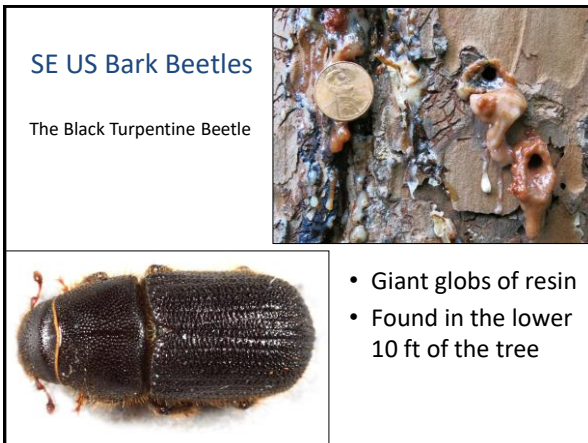 SE US Bark Beetles
The Black Turpentine Beetle
• Giant globs of resin
• Found in the lower
10 ft of the tree